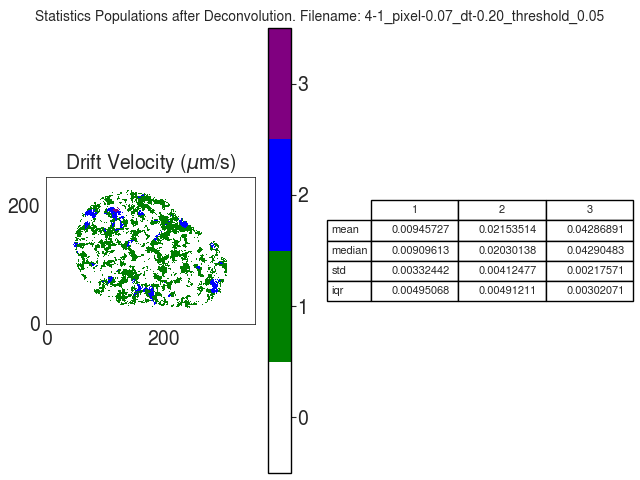 Statistics Populations after Deconvolution. Filename: 4-1_pixel-0.07_dt-0.20_threshold_0.05
Drift Velocity (μm/s)
200
0
0 200
3
2
1
0
1 2 3
mean 0.00945727 0.02153514 0.04286891
median 0.00909613 0.02030138 0.04290483
std 0.00332442 0.00412477 0.00217571
iqr 0.00495068 0.00491211 0.00302071